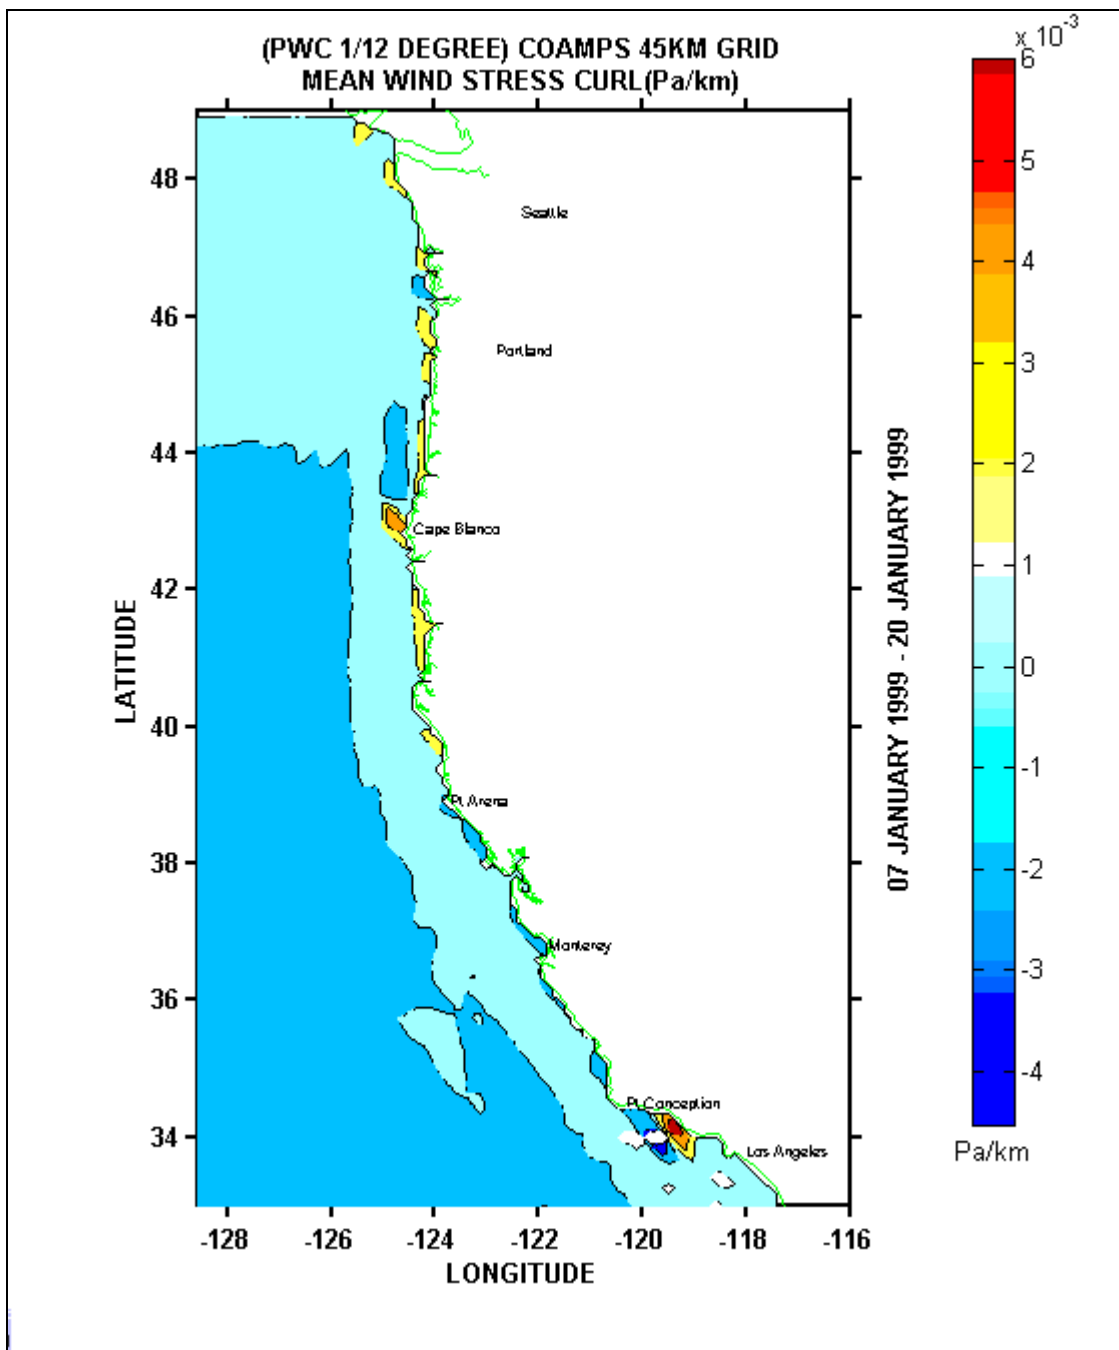 (PWC 1/12 DEGREE) COAMPS 45KM GRID
MEAN WIND STRESS CURL(Pa/km)
x 10-3
6
5
4
3
2
1
0
-1
-2
-3
-4
Pa/km
48
46
44
42
40
38
36
34
LATITUDE
Seattle
Portland
Cape Blanco
Pt. Arena
Monterey
Pt. Conception
Los Angeles
07 JANUARY 1999 - 20 JANUARY 1999
-128 -126 -124 -122 -120 -118 -116
LONGITUDE